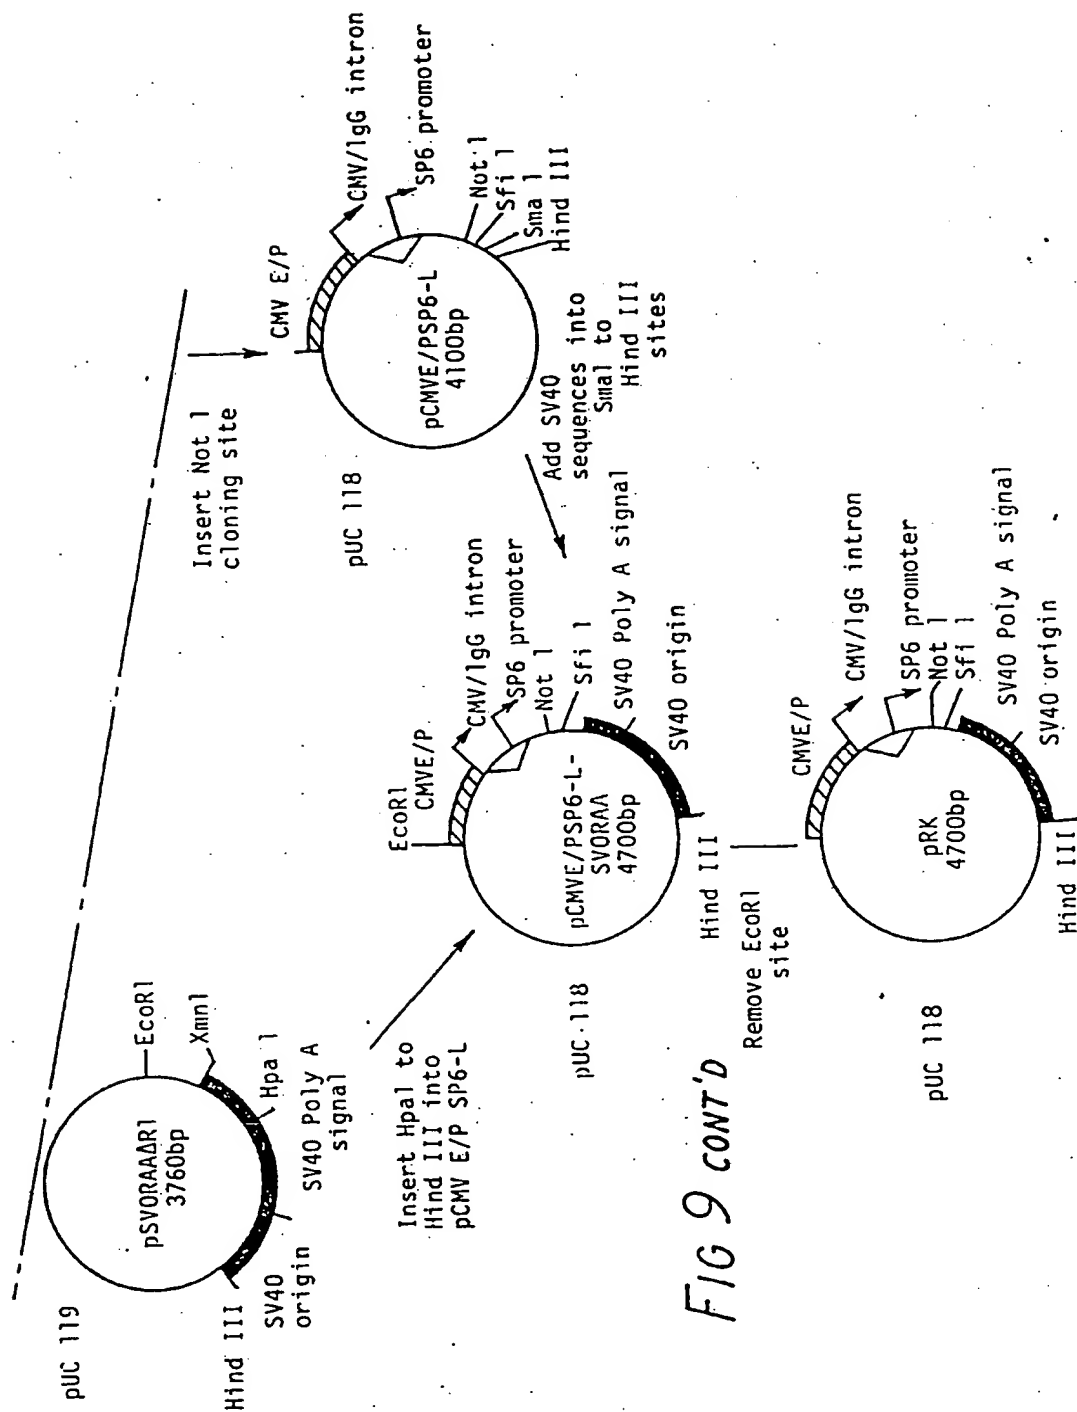 pUC 119
pSVORAAΔR1
3760bp
EcoR1
Xmn1
Hpa 1
SV40 Poly A
signal
SV40
origin
Hind III
Insert Not 1
cloning site
pUC 118
pCMVE/PSP6-L
4100bp
CMV E/P
CMV/1gG intron
SP6 promoter
Not 1
Sfi 1
Sma 1
Hind III
Insert Hpa1 to
Hind III into
pCMV E/P SP6-L
Add SV40
sequences into
Sma1 to
Hind III
sites
pUC 118
pCMVE/PSP6-L-
SVORAA
4700bp
EcoR1
CMVE/P
CMV/1gG intron
SP6 promoter
Not 1
Sfi 1
SV40 Poly A signal
SV40 origin
Hind III
Remove EcoR1
site
pUC 118
pRK
4700bp
CMVE/P
CMV/1gG intron
SP6 promoter
Not 1
Sfi 1
SV40 Poly A signal
SV40 origin
Hind III
FIG 9 CONT'D